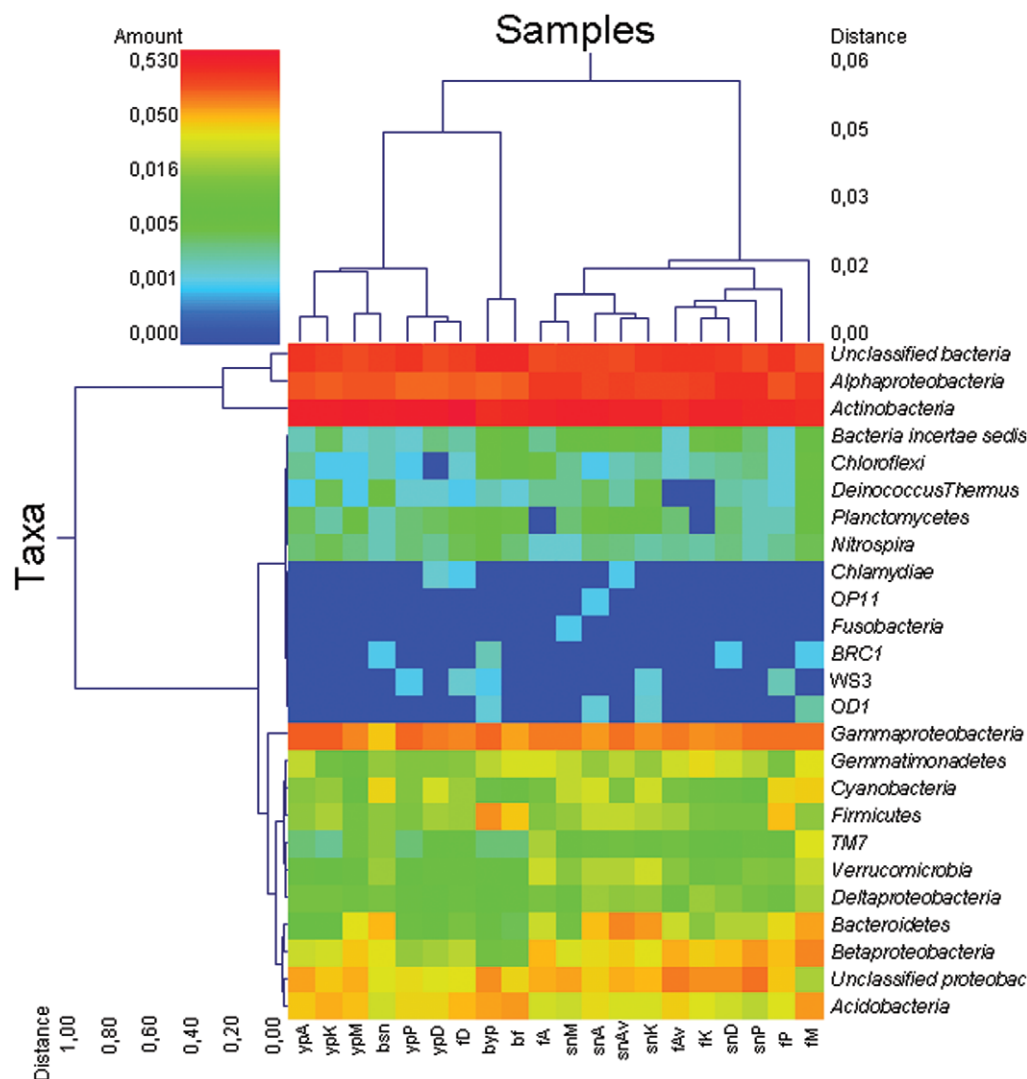 Samples
Amount
0,530
0,050
0,016
0,005
0,001
0,000
Distance
0,06
0,05
0,03
0,02
0,00
Taxa
Unclassified bacteria
Alphaproteobacteria
Actinobacteria
Bacteria incertae sedis
Chloroflexi
DeinococcusThermus
Planctomycetes
Nitrospira
Chlamydiae
OP11
Fusobacteria
BRC1
WS3
OD1
Gammaproteobacteria
Gemmatimonadetes
Cyanobacteria
Firmicutes
TM7
Verrucomicrobia
Deltaproteobacteria
Bacteroidetes
Betaproteobacteria
Unclassified proteobac
Acidobacteria
Distance
1,00
0,80
0,60
0,40
0,20
0,00
ypA
ypK
ypM
bsn
ypP
ypD
fD
byp
bf
fA
snM
snA
snAv
snK
fAv
fK
snD
snP
fP
fM